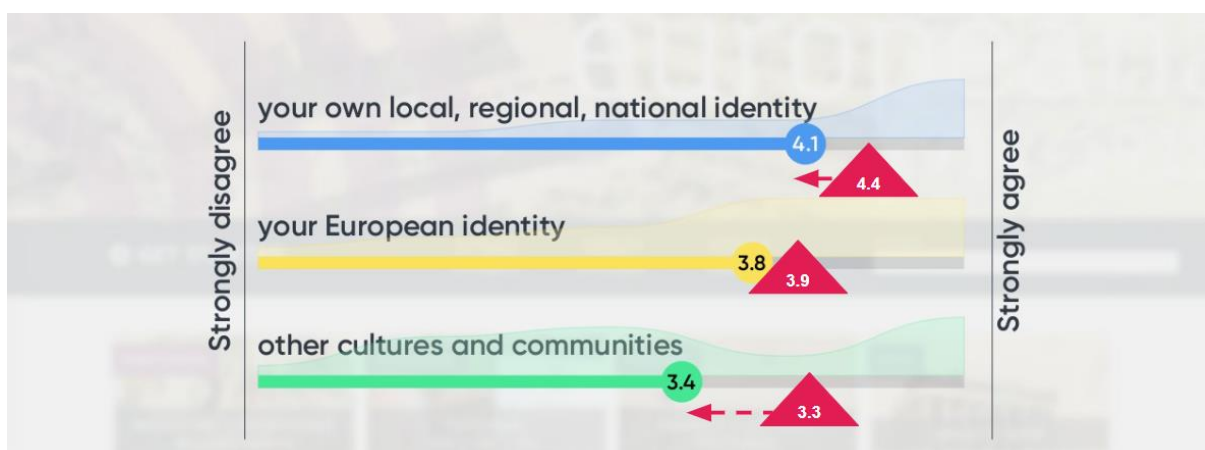 Strongly disagree
your own local, regional, national identity
4.1
4.4
your European identity
3.8
3.9
other cultures and communities
3.4
3.3
Strongly agree